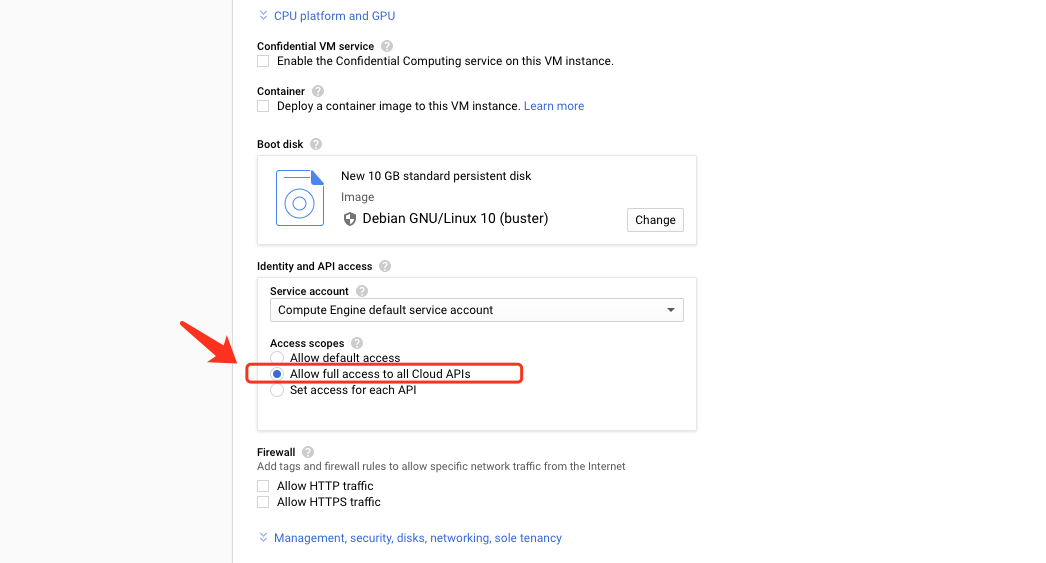 CPU platform and GPU
Confidential VM service
Enable the Confidential Computing service on this VM instance.
Container
Deploy a container image to this VM instance. Learn more
Boot disk
New 10 GB standard persistent disk
Image
Debian GNU/Linux 10 (buster)
Change
Identity and API access
Service account
Compute Engine default service account
Access scopes
Allow default access
Allow full access to all Cloud APIs
Set access for each API
Firewall
Add tags and firewall rules to allow specific network traffic from the Internet
Allow HTTP traffic
Allow HTTPS traffic
Management, security, disks, networking, sole tenancy